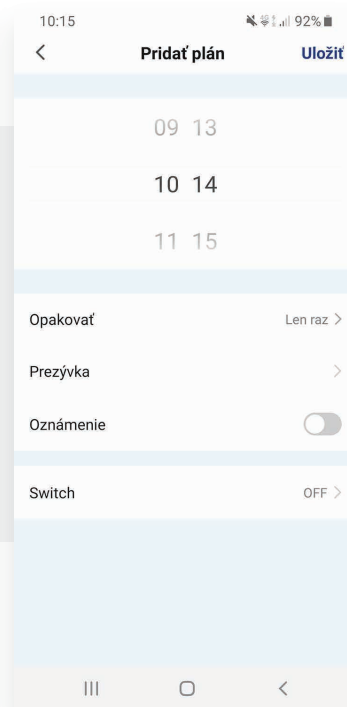 10:15 92%
Pridať plán Uložiť
09 13
10 14
11 15
Opakovať Len raz
Prezývka
Oznámenie
Switch OFF